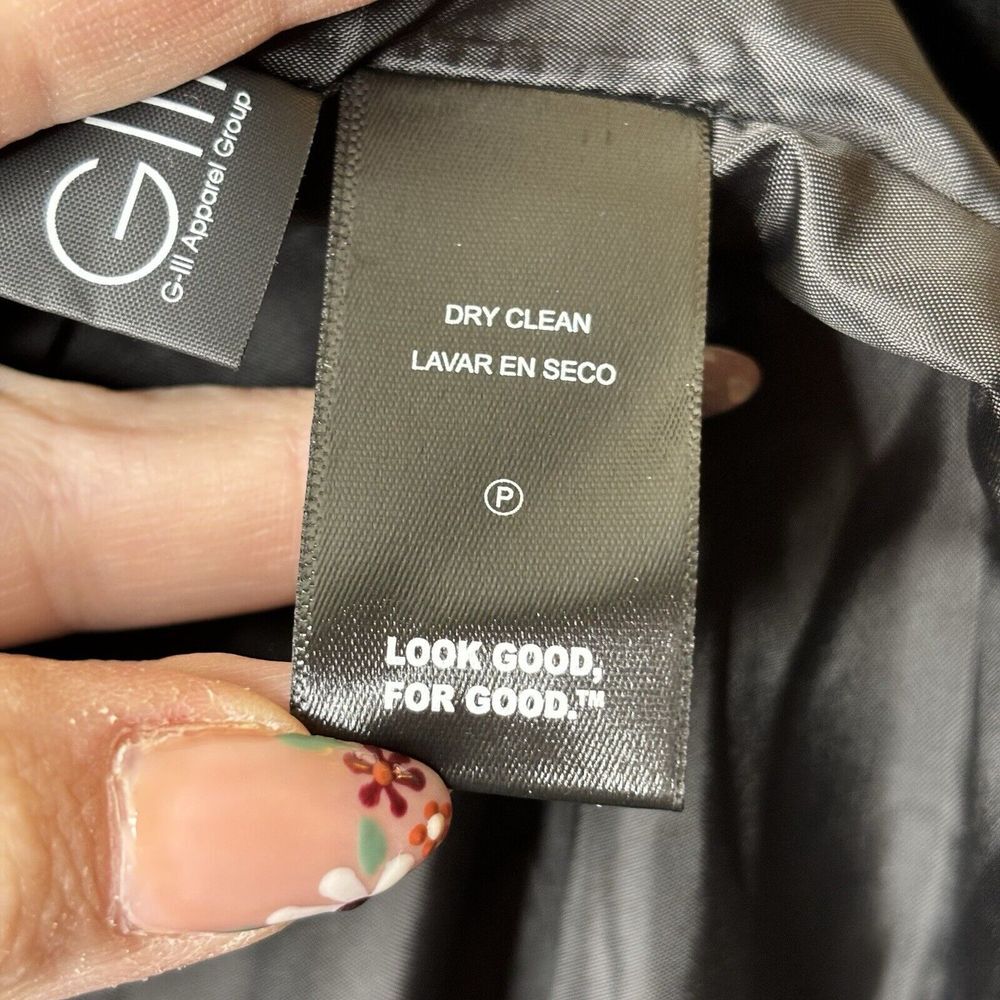 G-III Apparel Group
DRY CLEAN
LAVAR EN SECO
P
LOOK GOOD,
FOR GOOD.™